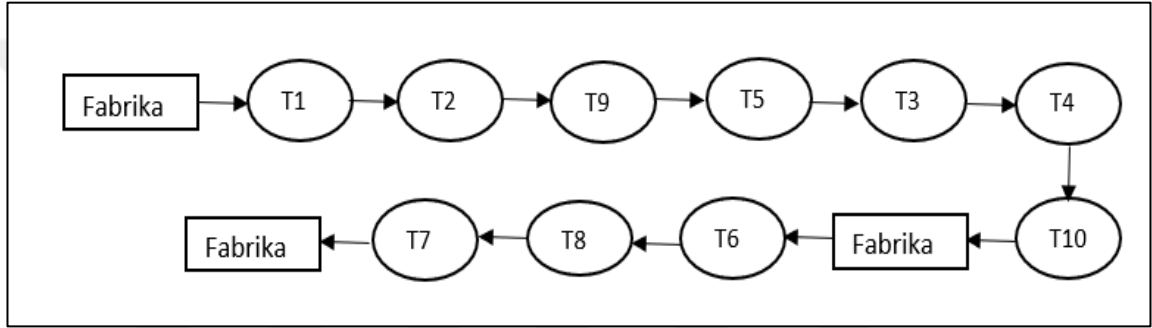 Fabrika T1 T2 T9 T5 T3 T4
Fabrika T7 T8 T6 Fabrika T10